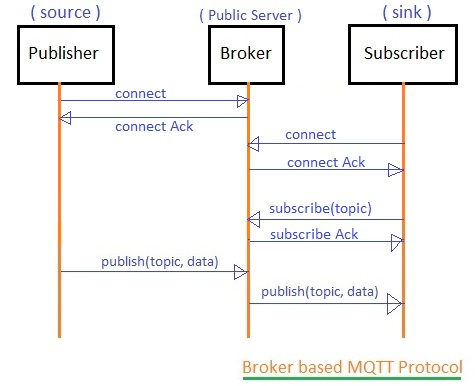 ( source )
( Public Server )
( sink )
Publisher
Broker
Subscriber
connect
connect Ack
connect
connect Ack
subscribe(topic)
subscribe Ack
publish(topic, data)
publish(topic, data)
Broker based MQTT Protocol